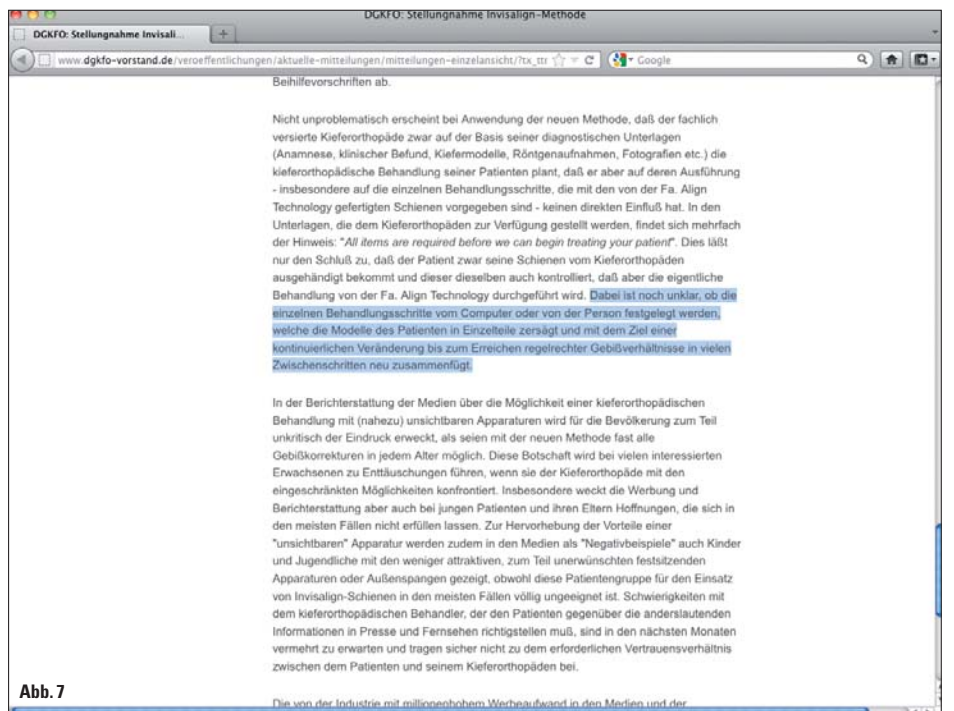 DGKFO: Stellungnahme Invisalign-Methode
DGKFO: Stellungnahme Invisali...
www.dgkfo-vorstand.de/veroeffentlichungen/aktuelle-mitteilungen/mitteilungen-einzelansicht/?tx_ttr
Google
Beihilfevorschriften ab.
Nicht unproblematisch erscheint bei Anwendung der neuen Methode, daß der fachlich
versierte Kieferorthopäde zwar auf der Basis seiner diagnostischen Unterlagen
(Anamnese, klinischer Befund, Kiefermodelle, Röntgenaufnahmen, Fotografien etc.) die
kieferorthopädische Behandlung seiner Patienten plant, daß er aber auf deren Ausführung
- insbesondere auf die einzelnen Behandlungsschritte, die mit den von der Fa. Align
Technology gefertigten Schienen vorgegeben sind - keinen direkten Einfluß hat. In den
Unterlagen, die dem Kieferorthopäden zur Verfügung gestellt werden, findet sich mehrfach
der Hinweis: "All items are required before we can begin treating your patient". Dies läßt
nur den Schluß zu, daß der Patient zwar seine Schienen vom Kieferorthopäden
ausgehändigt bekommt und dieser dieselben auch kontrolliert, daß aber die eigentliche
Behandlung von der Fa. Align Technology durchgeführt wird. Dabei ist noch unklar, ob die
einzelnen Behandlungsschritte vom Computer oder von der Person festgelegt werden,
welche die Modelle des Patienten in Einzelteile zersägt und mit dem Ziel einer
kontinuierlichen Veränderung bis zum Erreichen regelrechter Gebißverhältnisse in vielen
Zwischenschritten neu zusammenfügt.
In der Berichterstattung der Medien über die Möglichkeit einer kieferorthopädischen
Behandlung mit (nahezu) unsichtbaren Apparaturen wird für die Bevölkerung zum Teil
unkritisch der Eindruck erweckt, als seien mit der neuen Methode fast alle
Gebißkorrekturen in jedem Alter möglich. Diese Botschaft wird bei vielen interessierten
Erwachsenen zu Enttäuschungen führen, wenn sie der Kieferorthopäde mit den
eingeschränkten Möglichkeiten konfrontiert. Insbesondere weckt die Werbung und
Berichterstattung aber auch bei jungen Patienten und ihren Eltern Hoffnungen, die sich in
den meisten Fällen nicht erfüllen lassen. Zur Hervorhebung der Vorteile einer
"unsichtbaren" Apparatur werden zudem in den Medien als "Negativbeispiele" auch Kinder
und Jugendliche mit den weniger attraktiven, zum Teil unerwünschten festsitzenden
Apparaturen oder Außenspangen gezeigt, obwohl diese Patientengruppe für den Einsatz
von Invisalign-Schienen in den meisten Fällen völlig ungeeignet ist. Schwierigkeiten mit
dem kieferorthopädischen Behandler, der den Patienten gegenüber die anderslautenden
Informationen in Presse und Fernsehen richtigstellen muß, sind in den nächsten Monaten
vermehrt zu erwarten und tragen sicher nicht zu dem erforderlichen Vertrauensverhältnis
zwischen dem Patienten und seinem Kieferorthopäden bei.
Die von der Industrie mit millionenhohem Werbeaufwand in den Medien und der
Abb. 7